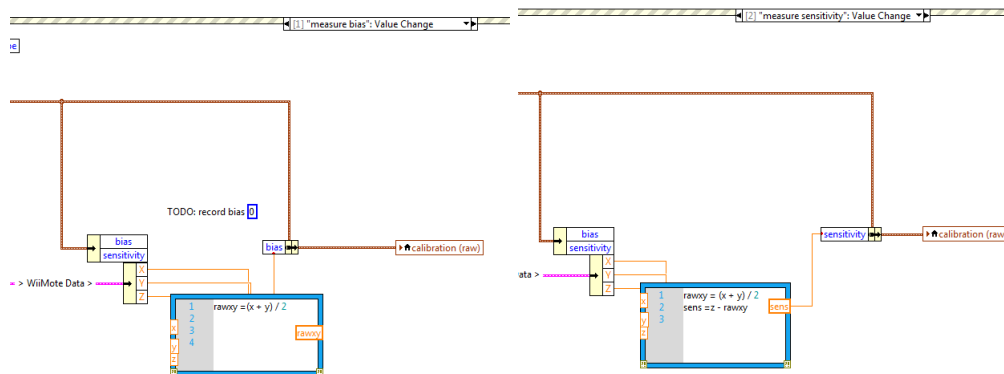 [1] "measure bias": Value Change
TODO: record bias 0
bias
sensitivity
bias
calibration (raw)
X
Y
Z
> WiiMote Data >
1 rawxy =(x + y) / 2
2
3
4
x
y
z
rawxy
[2] "measure sensitivity": Value Change
bias
sensitivity
sensitivity
calibration (raw
X
Y
Z
ata >
1 rawxy = (x + y) / 2
2 sens =z - rawxy
3
x
y
z
sens